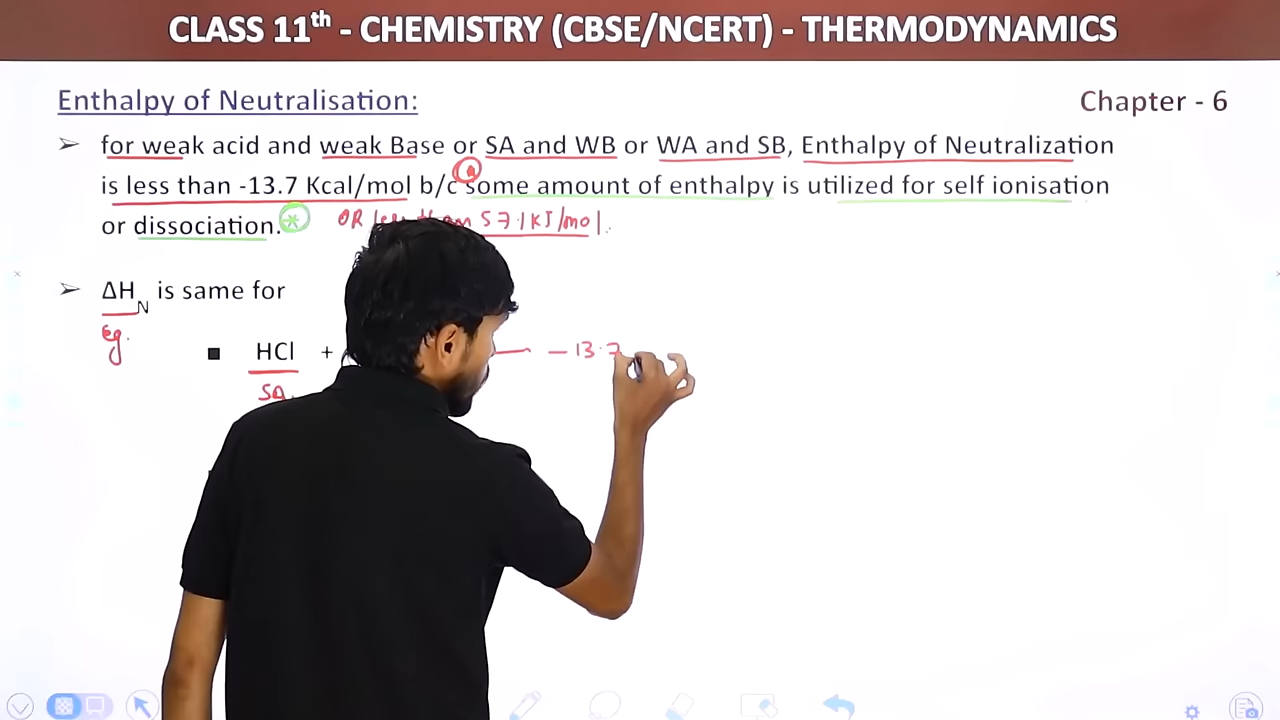 CLASS 11th - CHEMISTRY (CBSE/NCERT) - THERMODYNAMICS
Enthalpy of Neutralisation: Chapter - 6
➢ for weak acid and weak Base or SA and WB or WA and SB, Enthalpy of Neutralization
is less than -13.7 Kcal/mol b/c some amount of enthalpy is utilized for self ionisation
or dissociation. * OR less than 57.1 KJ/mol.
➢ ΔHN is same for
Eg.
■ HCl + — - 13.7
SA